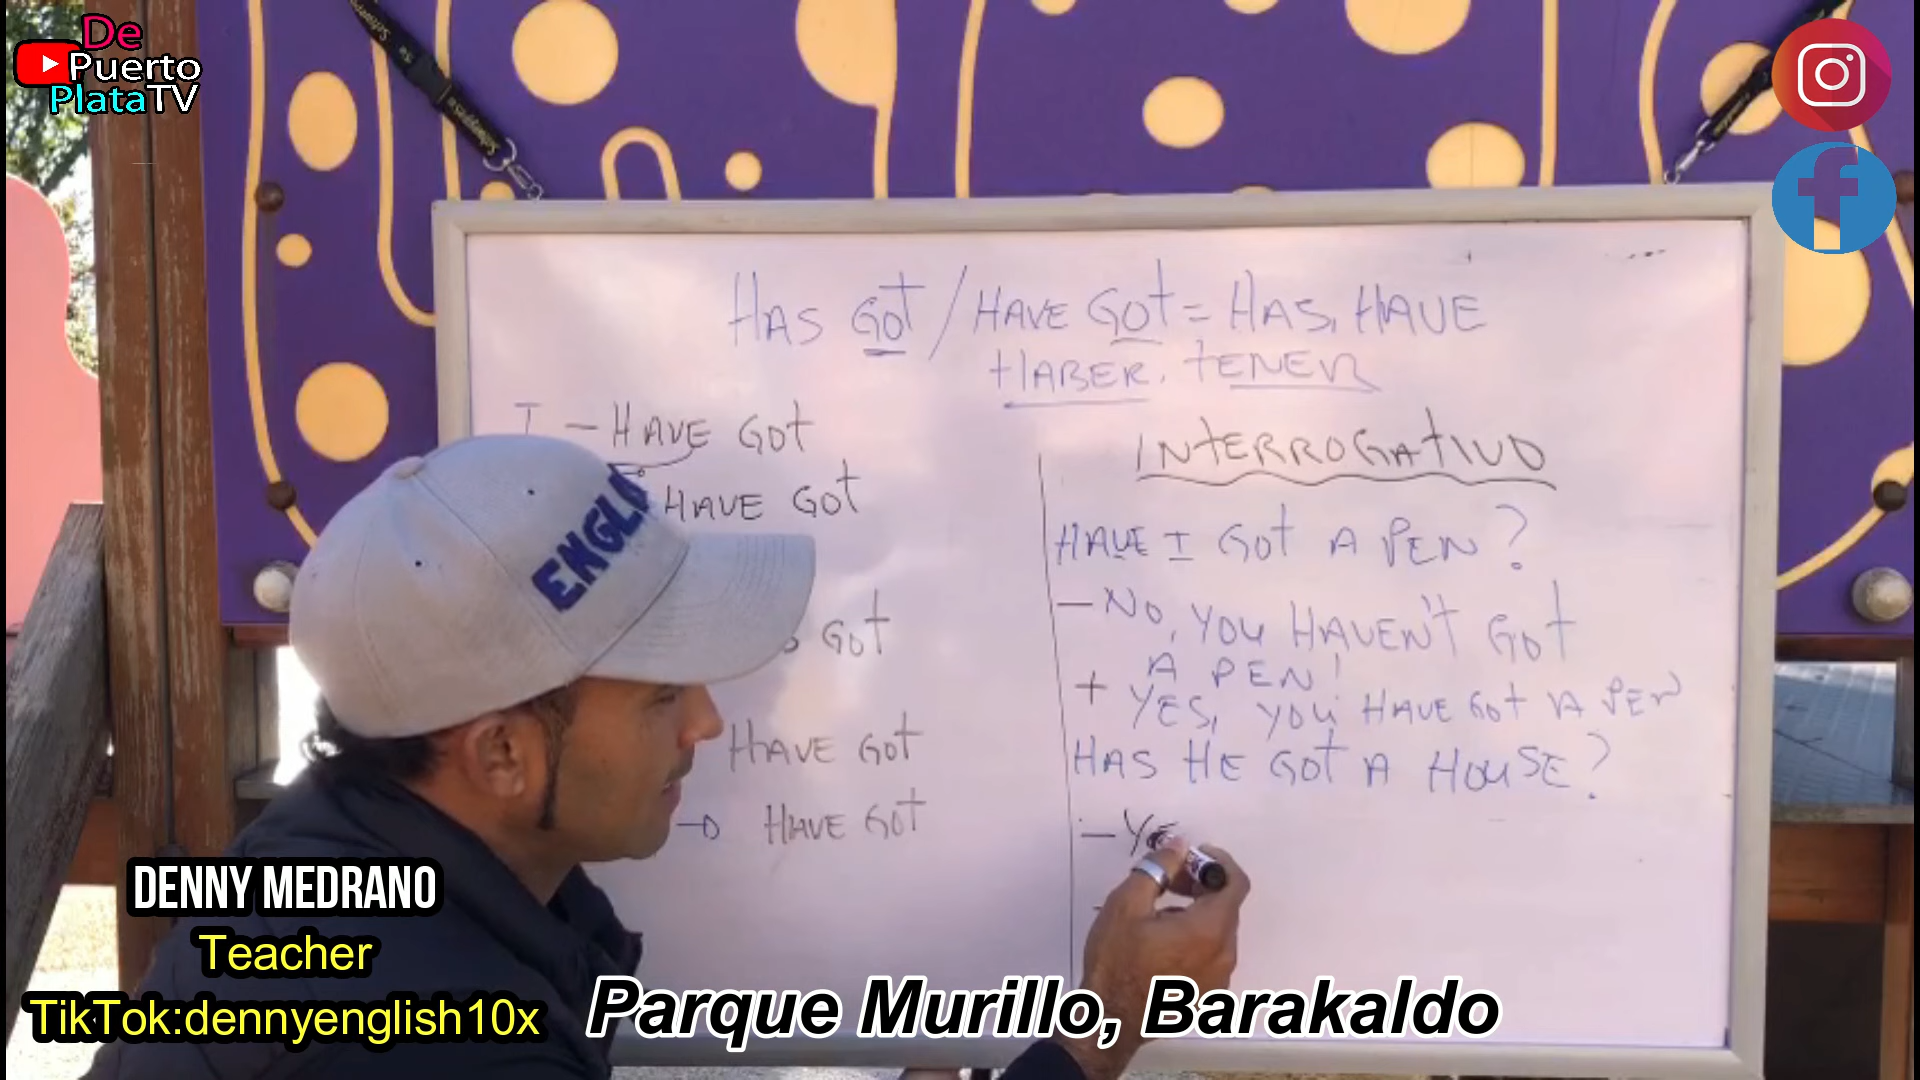 De
Puerto
PlataTV
HAS GOT / HAVE GOT = HAS, HAVE
HABER, TENER
I - HAVE GOT
HAVE GOT
GOT
HAVE GOT
HAVE GOT
ENGL
INTERROGATIVO
HAVE I GOT A PEN?
- NO, YOU HAVEN'T GOT
A PEN!
+ YES, YOU HAVE GOT A PEN
HAS HE GOT A HOUSE?
- YE
DENNY MEDRANO
Teacher
TikTok:dennyenglish10x
Parque Murillo, Barakaldo